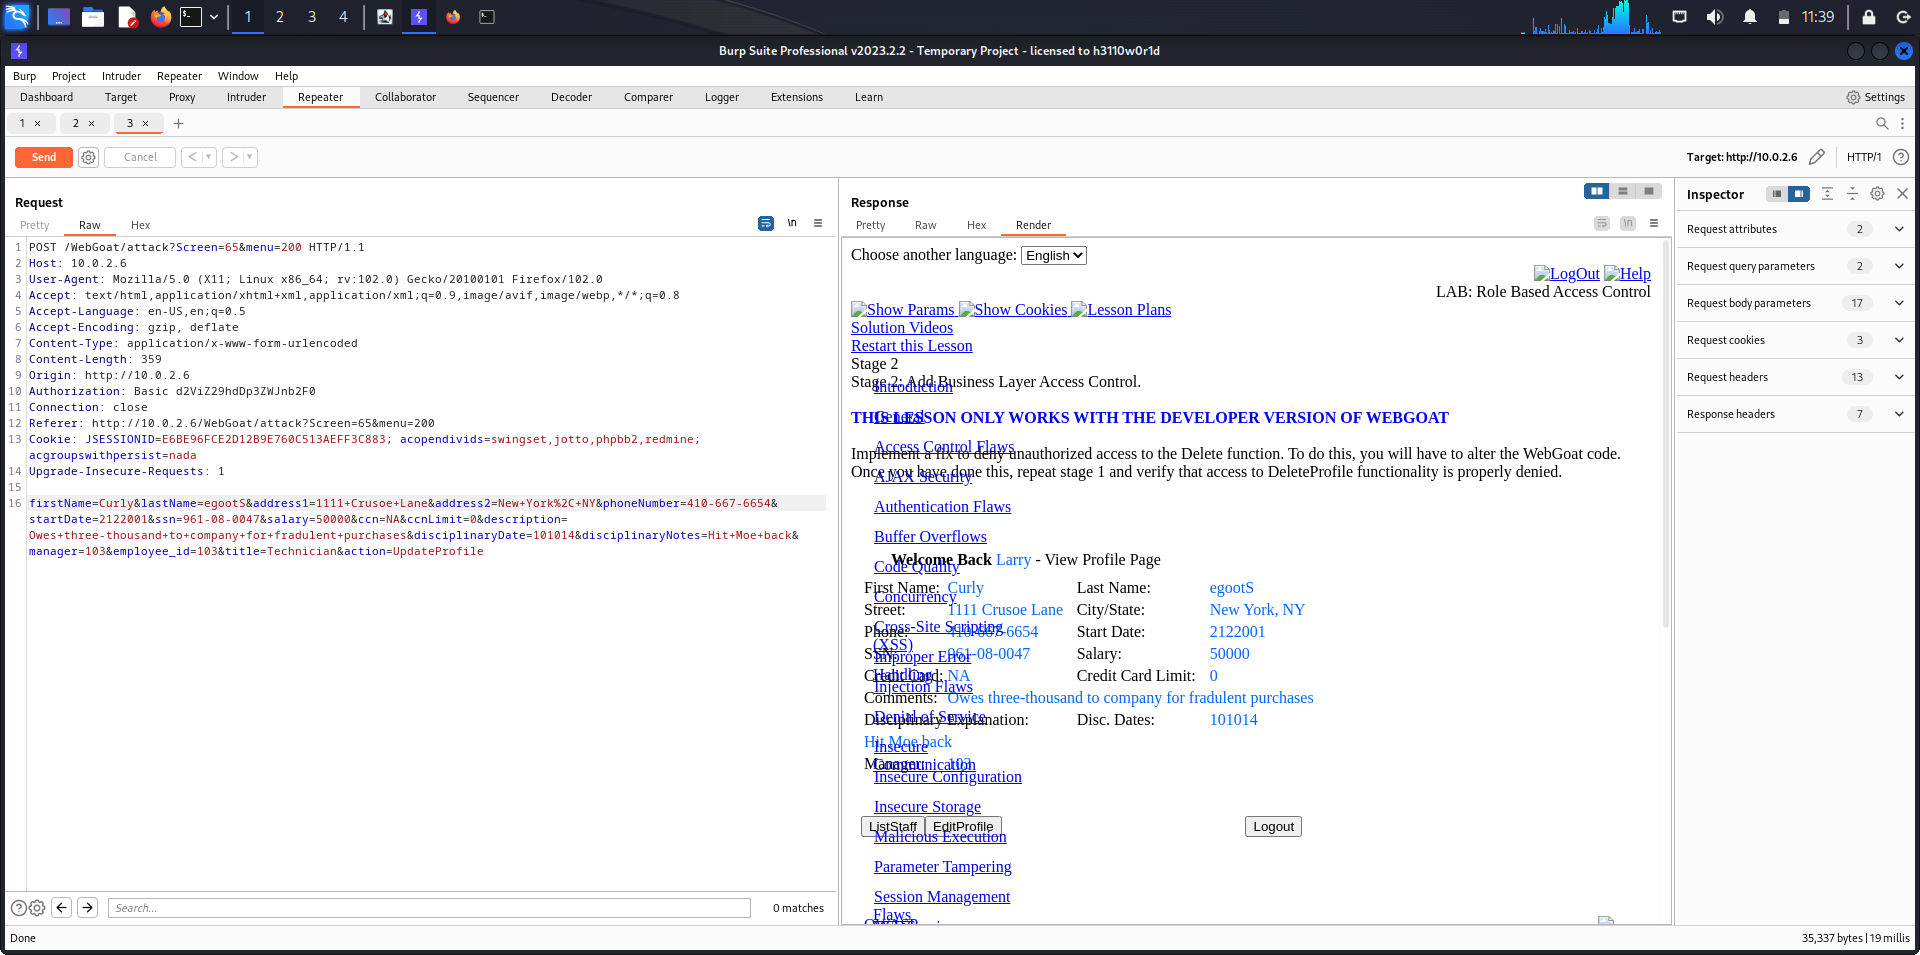 1 2 3 4 11:39
Burp Suite Professional v2023.2.2 - Temporary Project - licensed to h3110w0r1d
Burp Project Intruder Repeater Window Help
Dashboard Target Proxy Intruder Repeater Collaborator Sequencer Decoder Comparer Logger Extensions Learn Settings
1 × 2 × 3 × +
Send Cancel < >
Target: http://10.0.2.6 HTTP/1
Request
Pretty Raw Hex
\n
1 POST /WebGoat/attack?Screen=65&menu=200 HTTP/1.1
2 Host: 10.0.2.6
3 User-Agent: Mozilla/5.0 (X11; Linux x86_64; rv:102.0) Gecko/20100101 Firefox/102.0
4 Accept: text/html,application/xhtml+xml,application/xml;q=0.9,image/avif,image/webp,*/*;q=0.8
5 Accept-Language: en-US,en;q=0.5
6 Accept-Encoding: gzip, deflate
7 Content-Type: application/x-www-form-urlencoded
8 Content-Length: 359
9 Origin: http://10.0.2.6
10 Authorization: Basic d2ViZ29hdDp3ZWJnb2F0
11 Connection: close
12 Referer: http://10.0.2.6/WebGoat/attack?Screen=65&menu=200
13 Cookie: JSESSIONID=E6BE96FCE2D12B9E760C513AEFF3C883; acopendivids=swingset,jotto,phpbb2,redmine;
acgroupswithpersist=nada
14 Upgrade-Insecure-Requests: 1
15
16 firstName=Curly&lastName=egootS&address1=1111+Crusoe+Lane&address2=New+York%2C+NY&phoneNumber=410-667-6654&
startDate=2122001&ssn=961-08-0047&salary=50000&ccn=NA&ccnLimit=0&description=
Owes+three-thousand+to+company+for+fradulent+purchases&disciplinaryDate=101014&disciplinaryNotes=Hit+Moe+back&
manager=103&employee_id=103&title=Technician&action=UpdateProfile
Search...
0 matches
Response
Pretty Raw Hex Render
\n
Choose another language: English
LogOut Help
LAB: Role Based Access Control
Show Params Show Cookies Lesson Plans
Solution Videos
Restart this Lesson
Stage 2
Stage 2: Add Business Layer Access Control.
Introduction
THIS LESSON ONLY WORKS WITH THE DEVELOPER VERSION OF WEBGOAT
General
Access Control Flaws
Implement a fix to deny unauthorized access to the Delete function. To do this, you will have to alter the WebGoat code.
Once you have done this, repeat stage 1 and verify that access to DeleteProfile functionality is properly denied.
AJAX Security
Authentication Flaws
Buffer Overflows
Welcome Back Larry - View Profile Page
Code Quality
First Name: Curly Last Name: egootS
Concurrency
Street: 1111 Crusoe Lane City/State: New York, NY
Cross-Site Scripting
(XSS)
Phone: 410-667-6654 Start Date: 2122001
SSN: 961-08-0047 Salary: 50000
Improper Error
Handling
Credit Card: NA Credit Card Limit: 0
Injection Flaws
Comments: Owes three-thousand to company for fradulent purchases
Denial of Service
Disciplinary Explanation: Disc. Dates: 101014
Hit Moe back
Insecure
Communication
Manager: 103
Insecure Configuration
Insecure Storage
ListStaff EditProfile Logout
Malicious Execution
Parameter Tampering
Session Management
Flaws
Inspector
Request attributes 2
Request query parameters 2
Request body parameters 17
Request cookies 3
Request headers 13
Response headers 7
Done
35,337 bytes | 19 millis